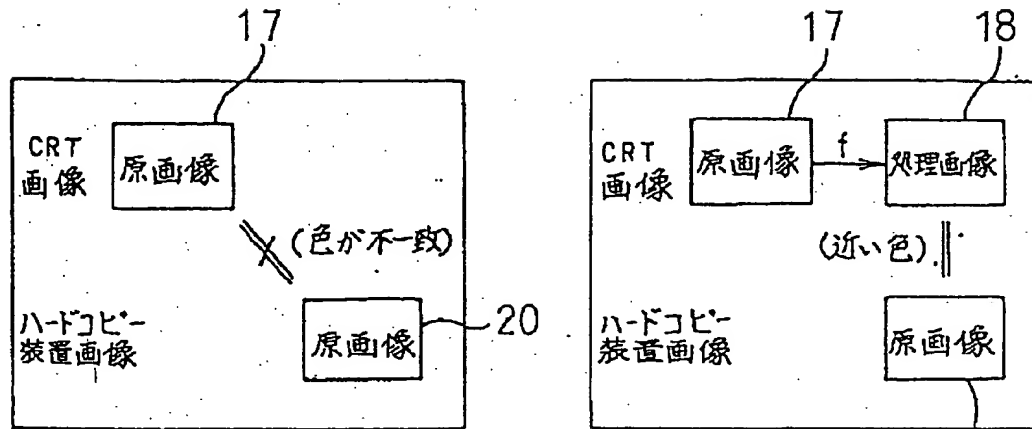 17
CRT
画像
原画像
(色が不一致)
ハードコピー
装置画像
原画像
20
17
18
CRT
画像
原画像
f
処理画像
(近い色)
ハードコピー
装置画像
原画像